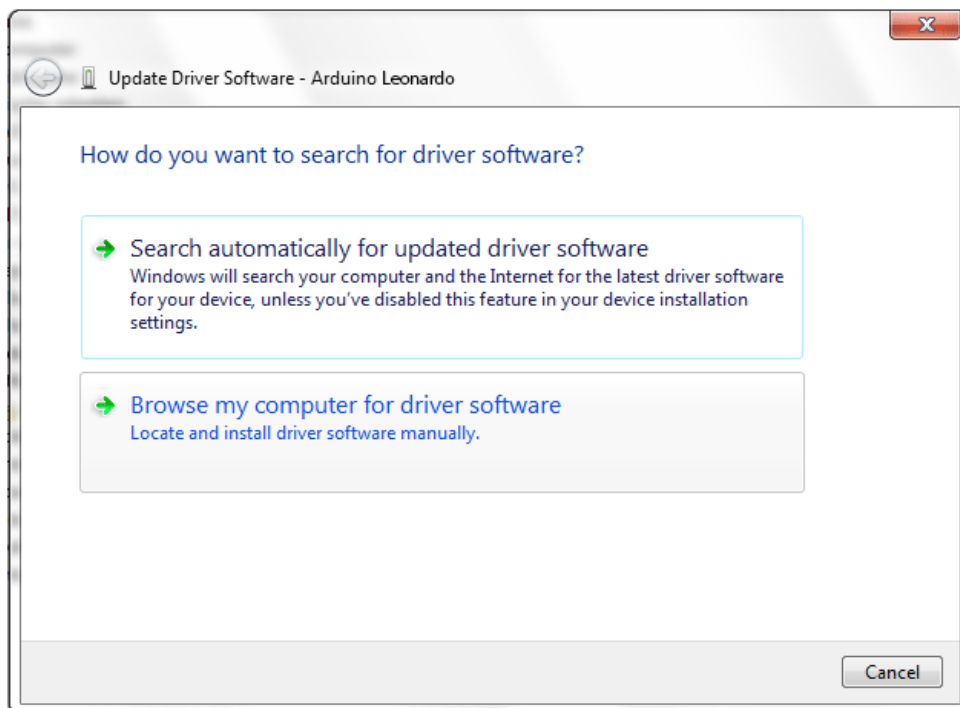 Update Driver Software - Arduino Leonardo
How do you want to search for driver software?
Search automatically for updated driver software
Windows will search your computer and the Internet for the latest driver software
for your device, unless you've disabled this feature in your device installation
settings.
Browse my computer for driver software
Locate and install driver software manually.
Cancel